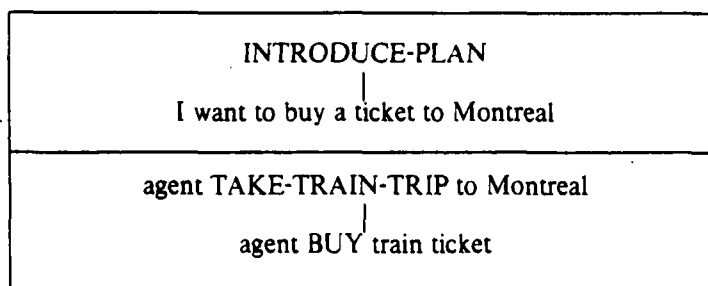 INTRODUCE-PLAN
I want to buy a ticket to Montreal
agent TAKE-TRAIN-TRIP to Montreal
agent BUY train ticket